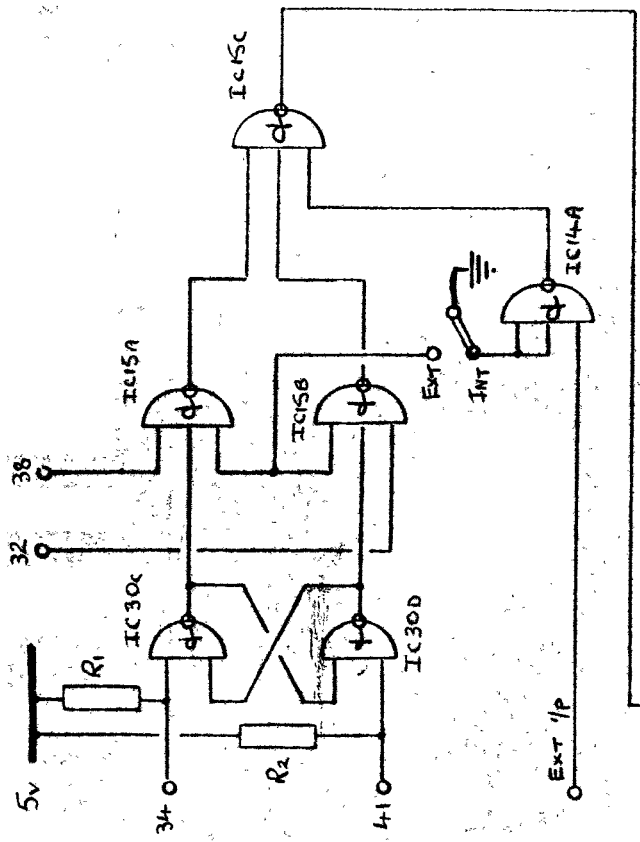 IC15C
&
38
32
IC15A
&
IC14A
&
EXT
INT
IC15B
&
IC30C
&
IC30D
&
5v
R1
R2
34
41
EXT I/P